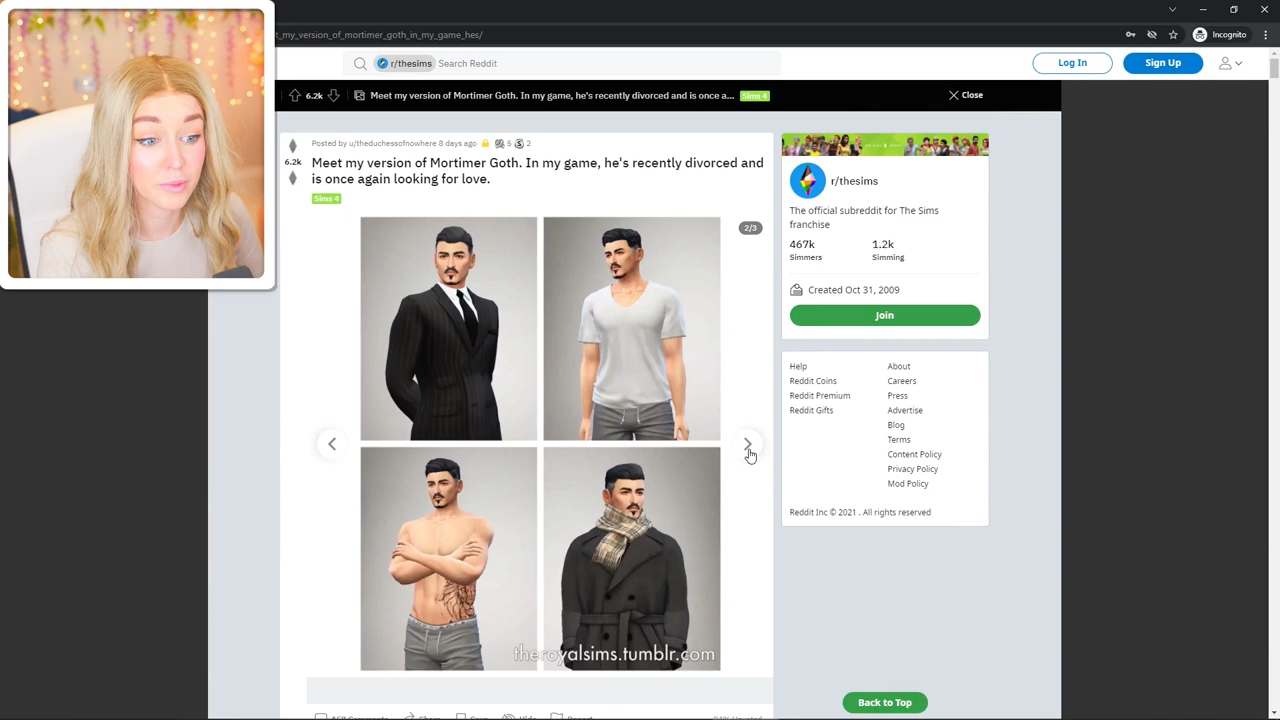 t_my_version_of_mortimer_goth_in_my_game_hes/
Incognito
r/thesims Search Reddit
Log In
Sign Up
6.2k
Meet my version of Mortimer Goth. In my game, he's recently divorced and is once a...
Sims 4
Close
Posted by u/theduchessofnowhere 8 days ago
5
2
6.2k
Meet my version of Mortimer Goth. In my game, he's recently divorced and
is once again looking for love.
Sims 4
2/3
theroyalsims.tumblr.com
r/thesims
The official subreddit for The Sims
franchise
467k
1.2k
Simmers
Simming
Created Oct 31, 2009
Join
Help
About
Reddit Coins
Careers
Reddit Premium
Press
Reddit Gifts
Advertise
Blog
Terms
Content Policy
Privacy Policy
Mod Policy
Reddit Inc © 2021 . All rights reserved
Back to Top